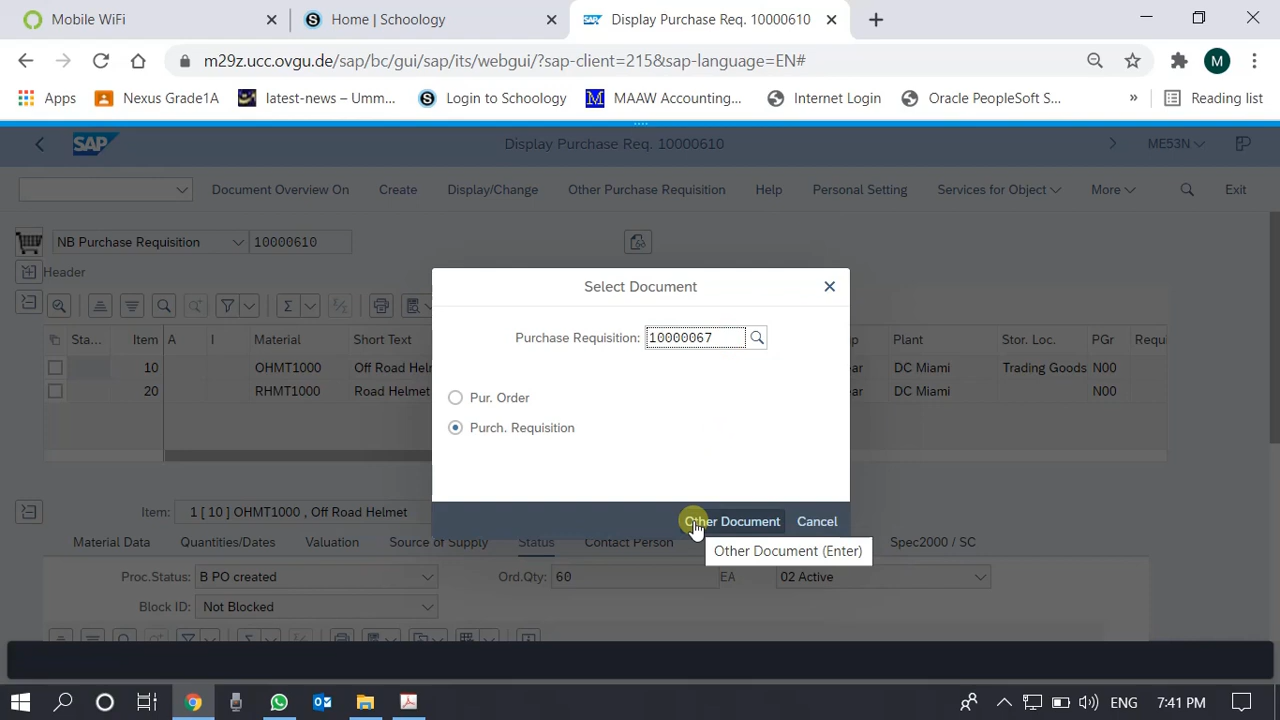 Mobile WiFi
Home | Schoology
Display Purchase Req. 10000610
m29z.ucc.ovgu.de/sap/bc/gui/sap/its/webgui/?sap-client=215&sap-language=EN#
M
Apps
Nexus Grade1A
latest-news – Umm...
Login to Schoology
MAAW Accounting...
Internet Login
Oracle PeopleSoft S...
»
Reading list
SAP
Display Purchase Req. 10000610
ME53N
Document Overview On
Create
Display/Change
Other Purchase Requisition
Help
Personal Setting
Services for Object
More
Exit
NB Purchase Requisition
10000610
Header
Sta...
Item
A
I
Material
Short Text
Plant
Stor. Loc.
PGr
Requi
10
OHMT1000
Off Road Helm
DC Miami
Trading Goods
N00
20
RHMT1000
Road Helmet
DC Miami
N00
Select Document
Purchase Requisition:
10000067
Pur. Order
Purch. Requisition
Other Document
Cancel
Other Document (Enter)
Item:
1 [ 10 ] OHMT1000 , Off Road Helmet
Material Data
Quantities/Dates
Valuation
Source of Supply
Status
Contact Person
Spec2000 / SC
Proc.Status:
B PO created
Ord.Qty:
60
EA
02 Active
Block ID:
Not Blocked
ENG
7:41 PM